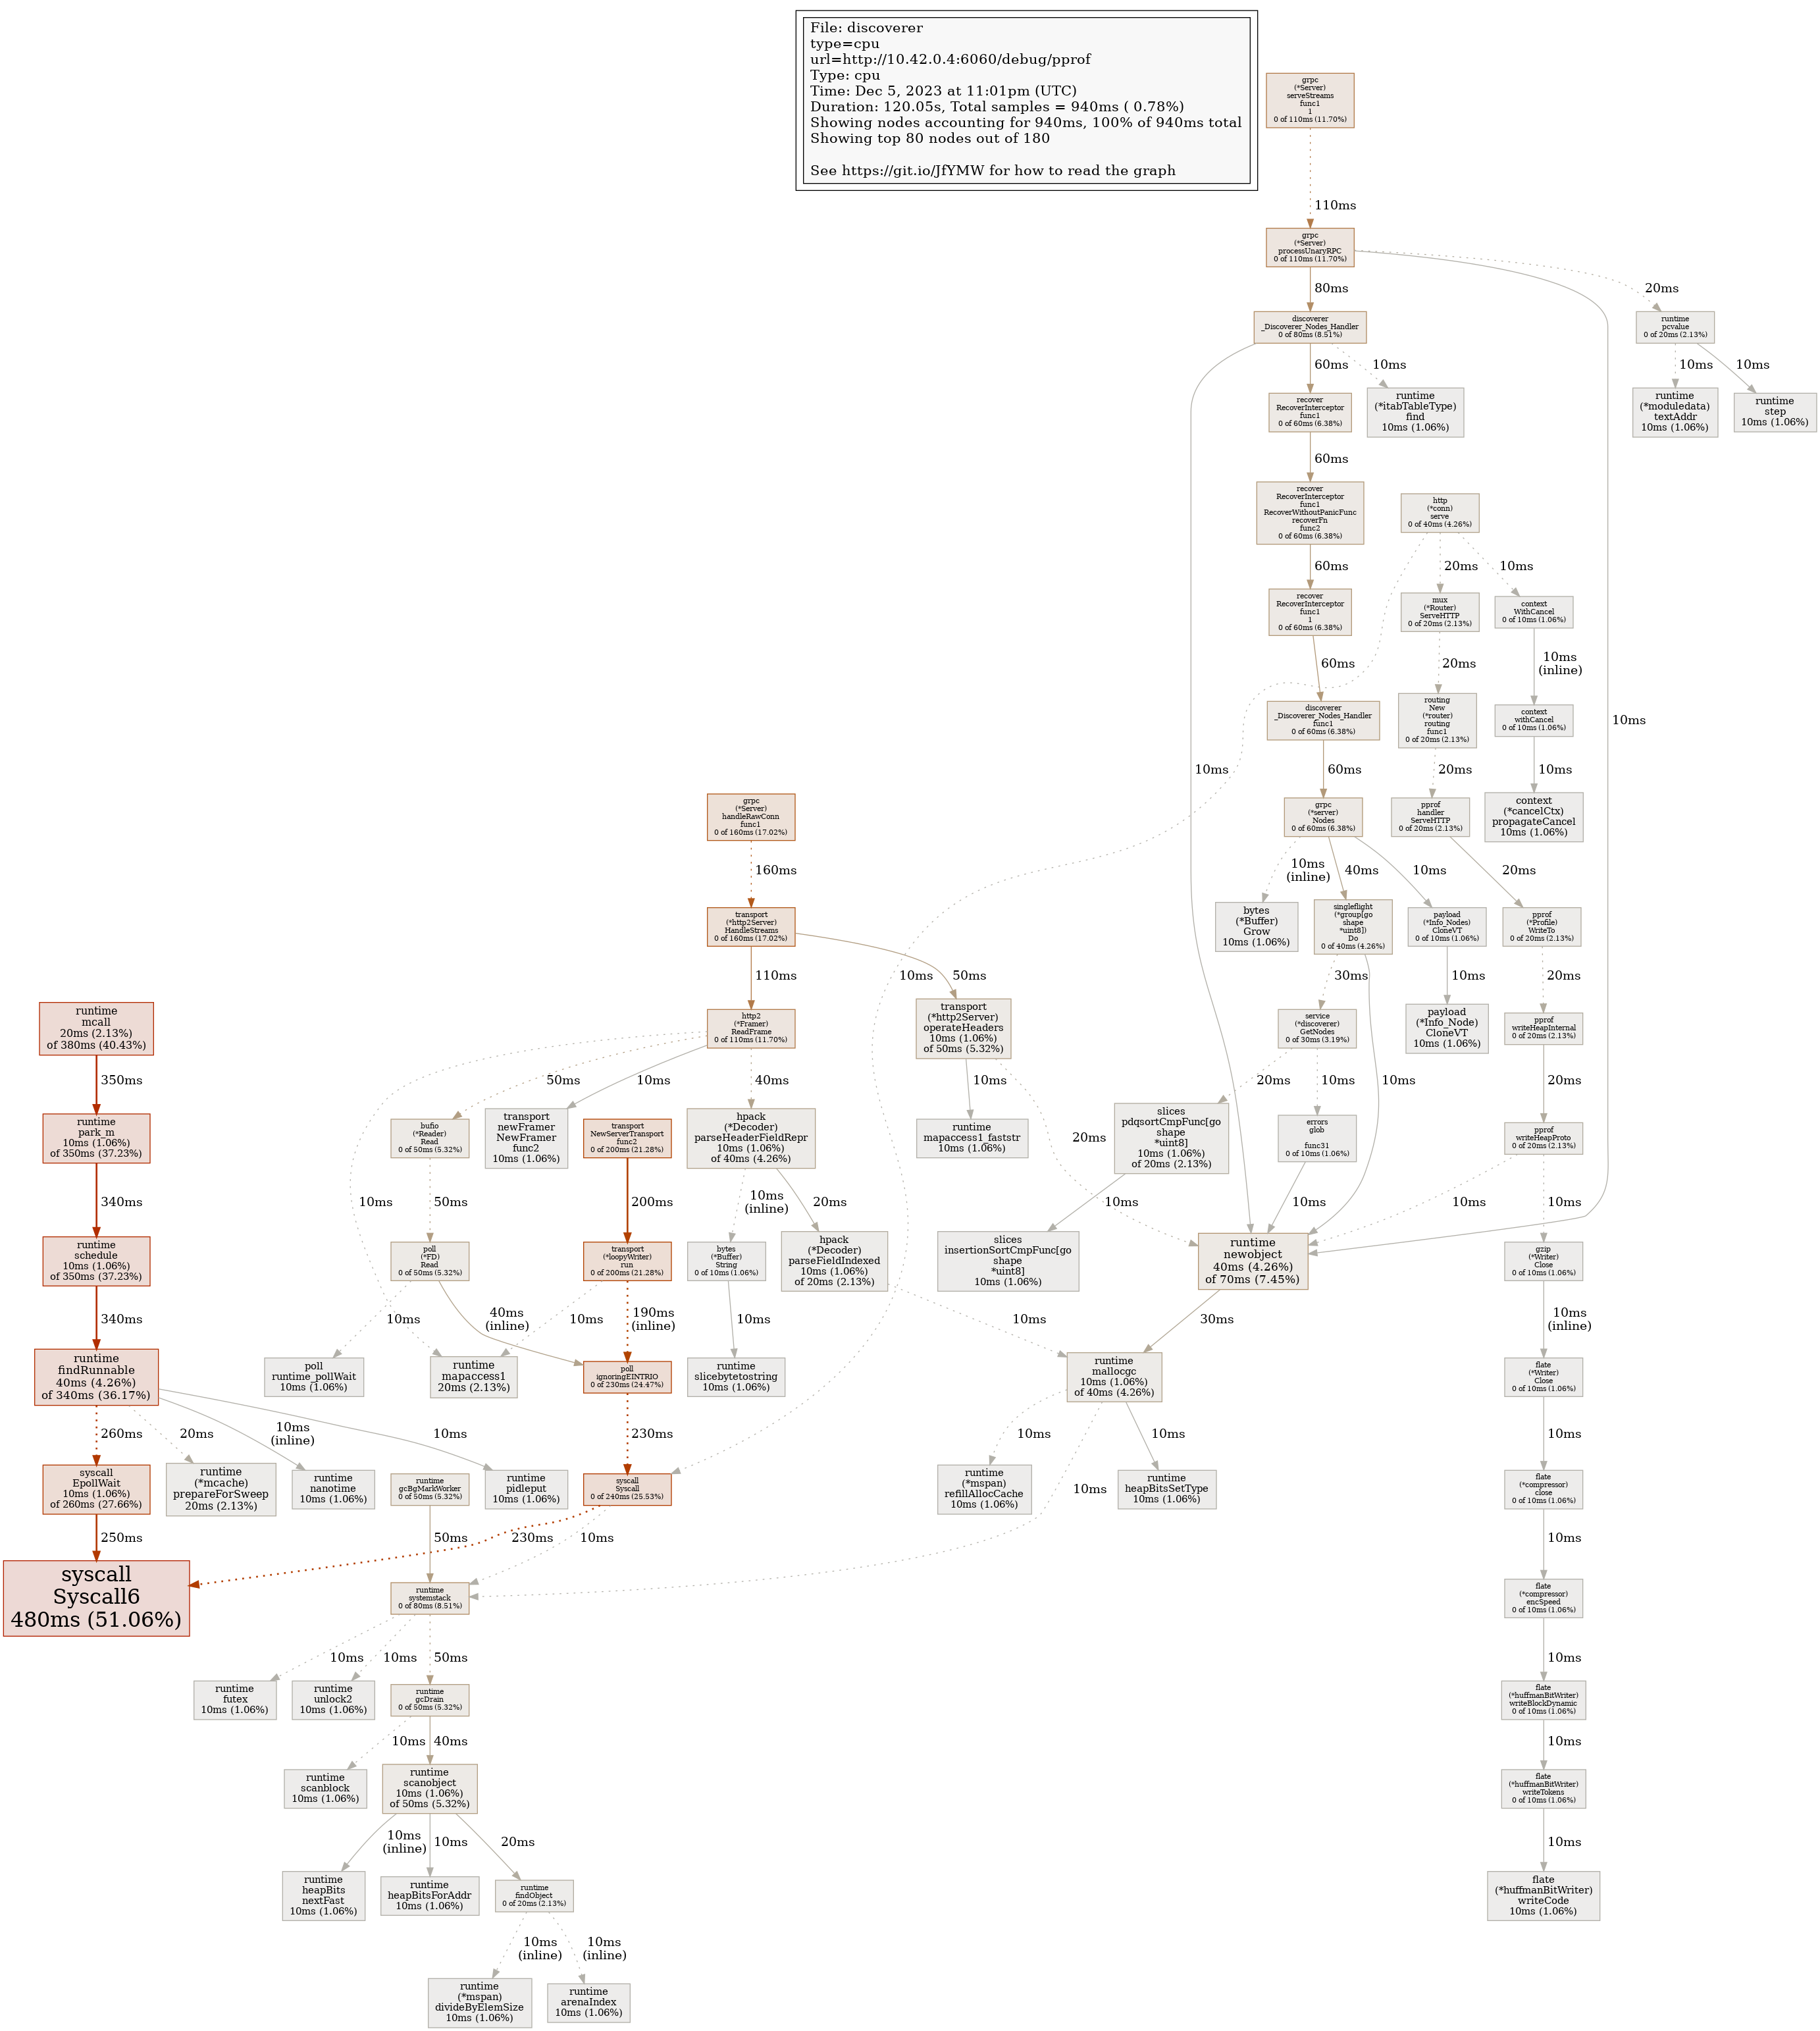 File: discoverer
type=cpu
url=http://10.42.0.4:6060/debug/pprof
Type: cpu
Time: Dec 5, 2023 at 11:01pm (UTC)
Duration: 120.05s, Total samples = 940ms ( 0.78%)
Showing nodes accounting for 940ms, 100% of 940ms total
Showing top 80 nodes out of 180
See https://git.io/JfYMW for how to read the graph
grpc
(*Server)
serveStreams
func1
1
0 of 110ms (11.70%)
110ms
grpc
(*Server)
processUnaryRPC
0 of 110ms (11.70%)
80ms
20ms
10ms
discoverer
_Discoverer_Nodes_Handler
0 of 80ms (8.51%)
runtime
pcvalue
0 of 20ms (2.13%)
10ms
60ms
10ms
10ms
10ms
recover
RecoverInterceptor
func1
0 of 60ms (6.38%)
runtime
(*itabTableType)
find
10ms (1.06%)
runtime
(*moduledata)
textAddr
10ms (1.06%)
runtime
step
10ms (1.06%)
60ms
recover
RecoverInterceptor
func1
RecoverWithoutPanicFunc
recoverFn
func2
0 of 60ms (6.38%)
http
(*conn)
serve
0 of 40ms (4.26%)
60ms
20ms
10ms
10ms
recover
RecoverInterceptor
func1
1
0 of 60ms (6.38%)
mux
(*Router)
ServeHTTP
0 of 20ms (2.13%)
context
WithCancel
0 of 10ms (1.06%)
60ms
20ms
10ms
(inline)
discoverer
_Discoverer_Nodes_Handler
func1
0 of 60ms (6.38%)
routing
New
(*router)
routing
func1
0 of 20ms (2.13%)
context
withCancel
0 of 10ms (1.06%)
60ms
20ms
10ms
grpc
(*Server)
handleRawConn
func1
0 of 160ms (17.02%)
grpc
(*server)
Nodes
0 of 60ms (6.38%)
pprof
handler
ServeHTTP
0 of 20ms (2.13%)
context
(*cancelCtx)
propagateCancel
10ms (1.06%)
160ms
10ms
(inline)
40ms
10ms
20ms
transport
(*http2Server)
HandleStreams
0 of 160ms (17.02%)
bytes
(*Buffer)
Grow
10ms (1.06%)
singleflight
(*group[go
shape
*uint8])
Do
0 of 40ms (4.26%)
payload
(*Info_Nodes)
CloneVT
0 of 10ms (1.06%)
pprof
(*Profile)
WriteTo
0 of 20ms (2.13%)
110ms
50ms
30ms
10ms
10ms
20ms
runtime
mcall
20ms (2.13%)
of 380ms (40.43%)
http2
(*Framer)
ReadFrame
0 of 110ms (11.70%)
transport
(*http2Server)
operateHeaders
10ms (1.06%)
of 50ms (5.32%)
service
(*discoverer)
GetNodes
0 of 30ms (3.19%)
payload
(*Info_Node)
CloneVT
10ms (1.06%)
pprof
writeHeapInternal
0 of 20ms (2.13%)
350ms
10ms
50ms
10ms
40ms
10ms
20ms
20ms
10ms
20ms
runtime
park_m
10ms (1.06%)
of 350ms (37.23%)
bufio
(*Reader)
Read
0 of 50ms (5.32%)
transport
newFramer
NewFramer
func2
10ms (1.06%)
transport
NewServerTransport
func2
0 of 200ms (21.28%)
hpack
(*Decoder)
parseHeaderFieldRepr
10ms (1.06%)
of 40ms (4.26%)
runtime
mapaccess1_faststr
10ms (1.06%)
slices
pdqsortCmpFunc[go
shape
*uint8]
10ms (1.06%)
of 20ms (2.13%)
errors
glob

func31
0 of 10ms (1.06%)
pprof
writeHeapProto
0 of 20ms (2.13%)
340ms
50ms
200ms
10ms
(inline)
20ms
10ms
10ms
10ms
10ms
runtime
schedule
10ms (1.06%)
of 350ms (37.23%)
poll
(*FD)
Read
0 of 50ms (5.32%)
transport
(*loopyWriter)
run
0 of 200ms (21.28%)
bytes
(*Buffer)
String
0 of 10ms (1.06%)
hpack
(*Decoder)
parseFieldIndexed
10ms (1.06%)
of 20ms (2.13%)
slices
insertionSortCmpFunc[go
shape
*uint8]
10ms (1.06%)
runtime
newobject
40ms (4.26%)
of 70ms (7.45%)
gzip
(*Writer)
Close
0 of 10ms (1.06%)
340ms
10ms
40ms
(inline)
10ms
190ms
(inline)
10ms
10ms
30ms
10ms
(inline)
runtime
findRunnable
40ms (4.26%)
of 340ms (36.17%)
poll
runtime_pollWait
10ms (1.06%)
runtime
mapaccess1
20ms (2.13%)
poll
ignoringEINTRIO
0 of 230ms (24.47%)
runtime
slicebytetostring
10ms (1.06%)
runtime
mallocgc
10ms (1.06%)
of 40ms (4.26%)
flate
(*Writer)
Close
0 of 10ms (1.06%)
260ms
20ms
10ms
(inline)
10ms
230ms
10ms
10ms
10ms
10ms
syscall
EpollWait
10ms (1.06%)
of 260ms (27.66%)
runtime
(*mcache)
prepareForSweep
20ms (2.13%)
runtime
nanotime
10ms (1.06%)
runtime
gcBgMarkWorker
0 of 50ms (5.32%)
runtime
pidleput
10ms (1.06%)
syscall
Syscall
0 of 240ms (25.53%)
runtime
(*mspan)
refillAllocCache
10ms (1.06%)
runtime
heapBitsSetType
10ms (1.06%)
flate
(*compressor)
close
0 of 10ms (1.06%)
250ms
50ms
230ms
10ms
10ms
syscall
Syscall6
480ms (51.06%)
runtime
systemstack
0 of 80ms (8.51%)
flate
(*compressor)
encSpeed
0 of 10ms (1.06%)
10ms
10ms
50ms
10ms
runtime
futex
10ms (1.06%)
runtime
unlock2
10ms (1.06%)
runtime
gcDrain
0 of 50ms (5.32%)
flate
(*huffmanBitWriter)
writeBlockDynamic
0 of 10ms (1.06%)
10ms
40ms
10ms
runtime
scanblock
10ms (1.06%)
runtime
scanobject
10ms (1.06%)
of 50ms (5.32%)
flate
(*huffmanBitWriter)
writeTokens
0 of 10ms (1.06%)
10ms
(inline)
10ms
20ms
10ms
runtime
heapBits
nextFast
10ms (1.06%)
runtime
heapBitsForAddr
10ms (1.06%)
runtime
findObject
0 of 20ms (2.13%)
flate
(*huffmanBitWriter)
writeCode
10ms (1.06%)
10ms
(inline)
10ms
(inline)
runtime
(*mspan)
divideByElemSize
10ms (1.06%)
runtime
arenaIndex
10ms (1.06%)